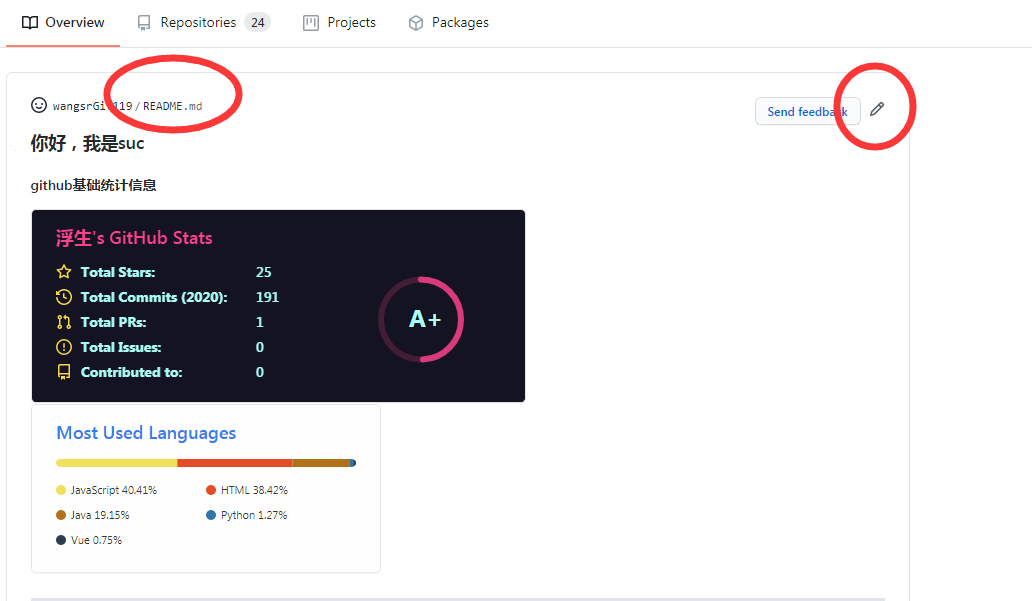 Overview Repositories 24 Projects Packages
/ README.md
Send feedback
你好，我是suc
github基础统计信息
浮生's GitHub Stats
Total Stars: 25
Total Commits (2020): 191
Total PRs: 1
Total Issues: 0
Contributed to: 0
A+
Most Used Languages
JavaScript 40.41% HTML 38.42%
Java 19.15% Python 1.27%
Vue 0.75%